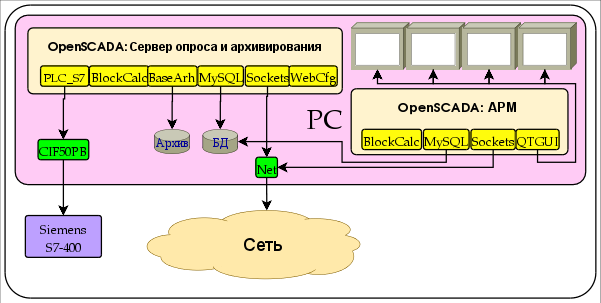 OpenSCADA: Сервер опроса и архивирования
PLC_S7 BlockCalc BaseArh MySQL Sockets WebCfg
OpenSCADA: АРМ
PC
BlockCalc MySQL Sockets QTGUI
CIF50PB
Архив
БД
Net
Siemens
S7-400
Сеть